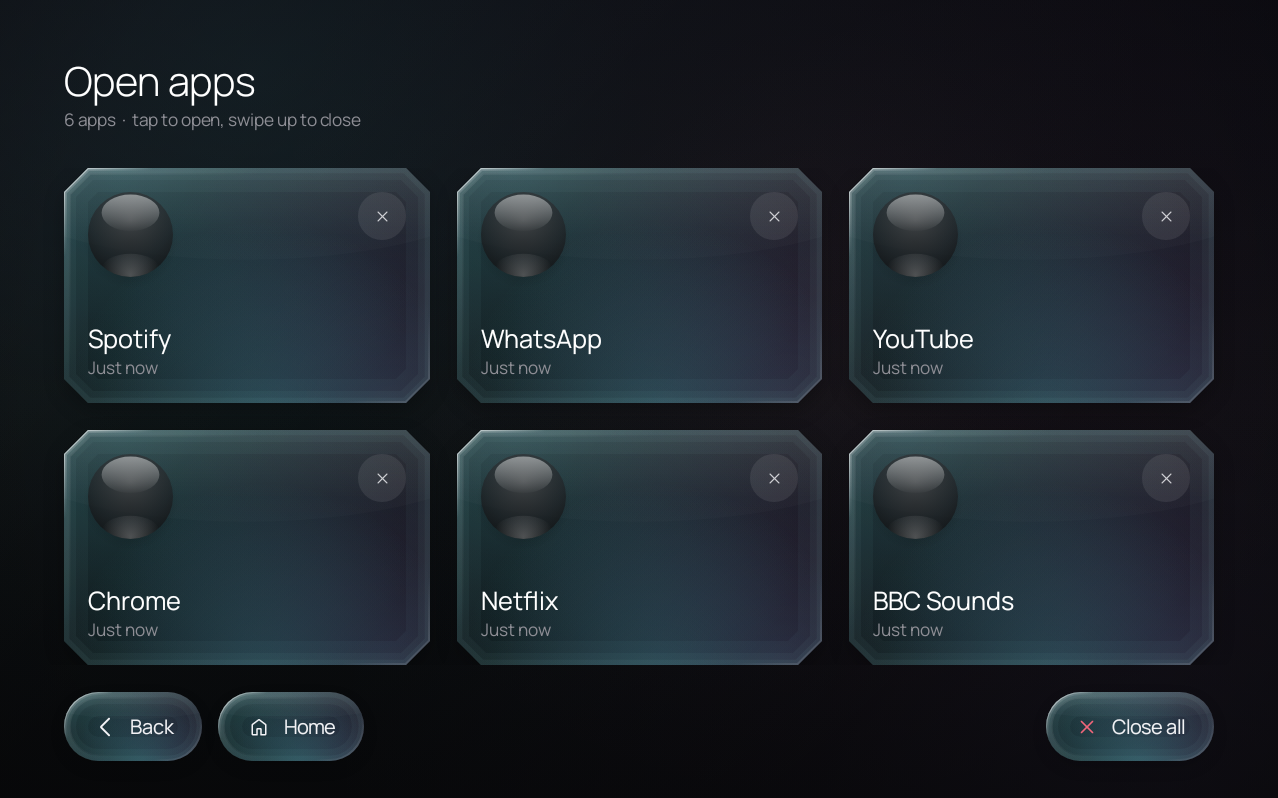 Open apps
6 apps · tap to open, swipe up to close
Spotify
Just now
WhatsApp
Just now
YouTube
Just now
Chrome
Just now
Netflix
Just now
BBC Sounds
Just now
Back
Home
Close all